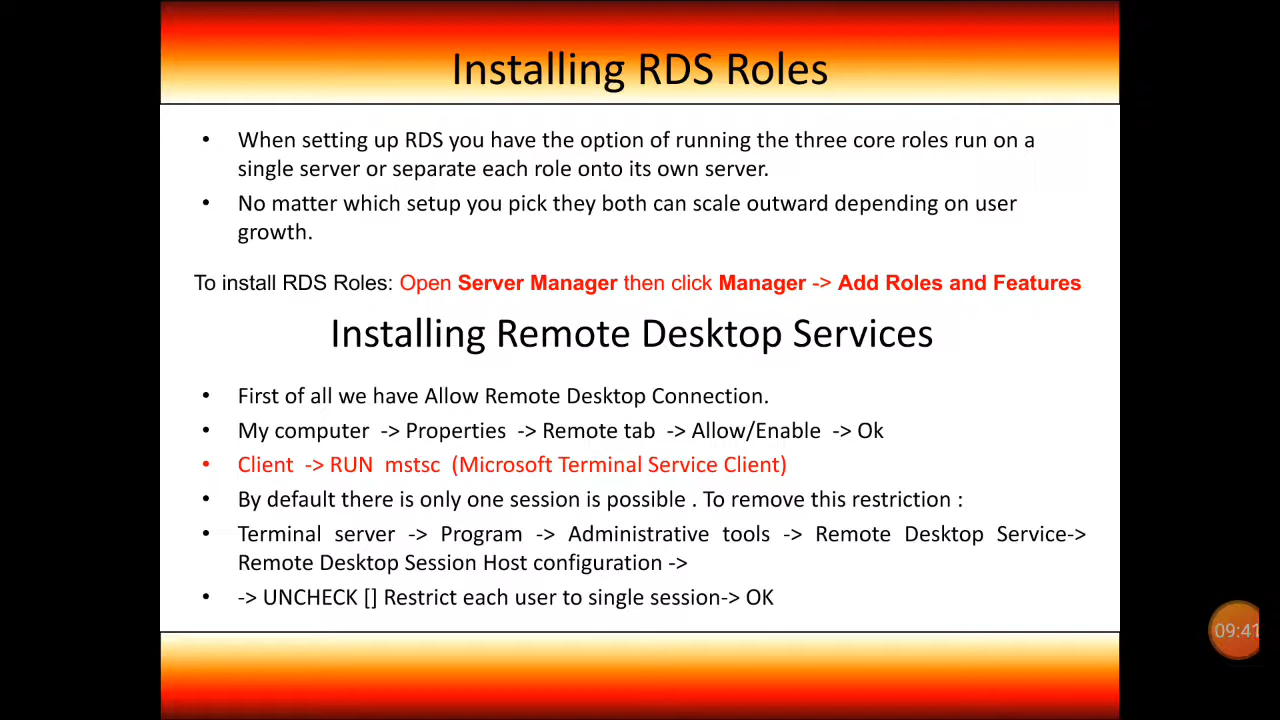 Installing RDS Roles
• When setting up RDS you have the option of running the three core roles run on a
single server or separate each role onto its own server.
• No matter which setup you pick they both can scale outward depending on user
growth.
To install RDS Roles: Open Server Manager then click Manager -> Add Roles and Features
Installing Remote Desktop Services
• First of all we have Allow Remote Desktop Connection.
• My computer -> Properties -> Remote tab -> Allow/Enable -> Ok
• Client -> RUN mstsc (Microsoft Terminal Service Client)
• By default there is only one session is possible . To remove this restriction :
• Terminal server -> Program -> Administrative tools -> Remote Desktop Service->
Remote Desktop Session Host configuration ->
• -> UNCHECK [] Restrict each user to single session-> OK
09:41